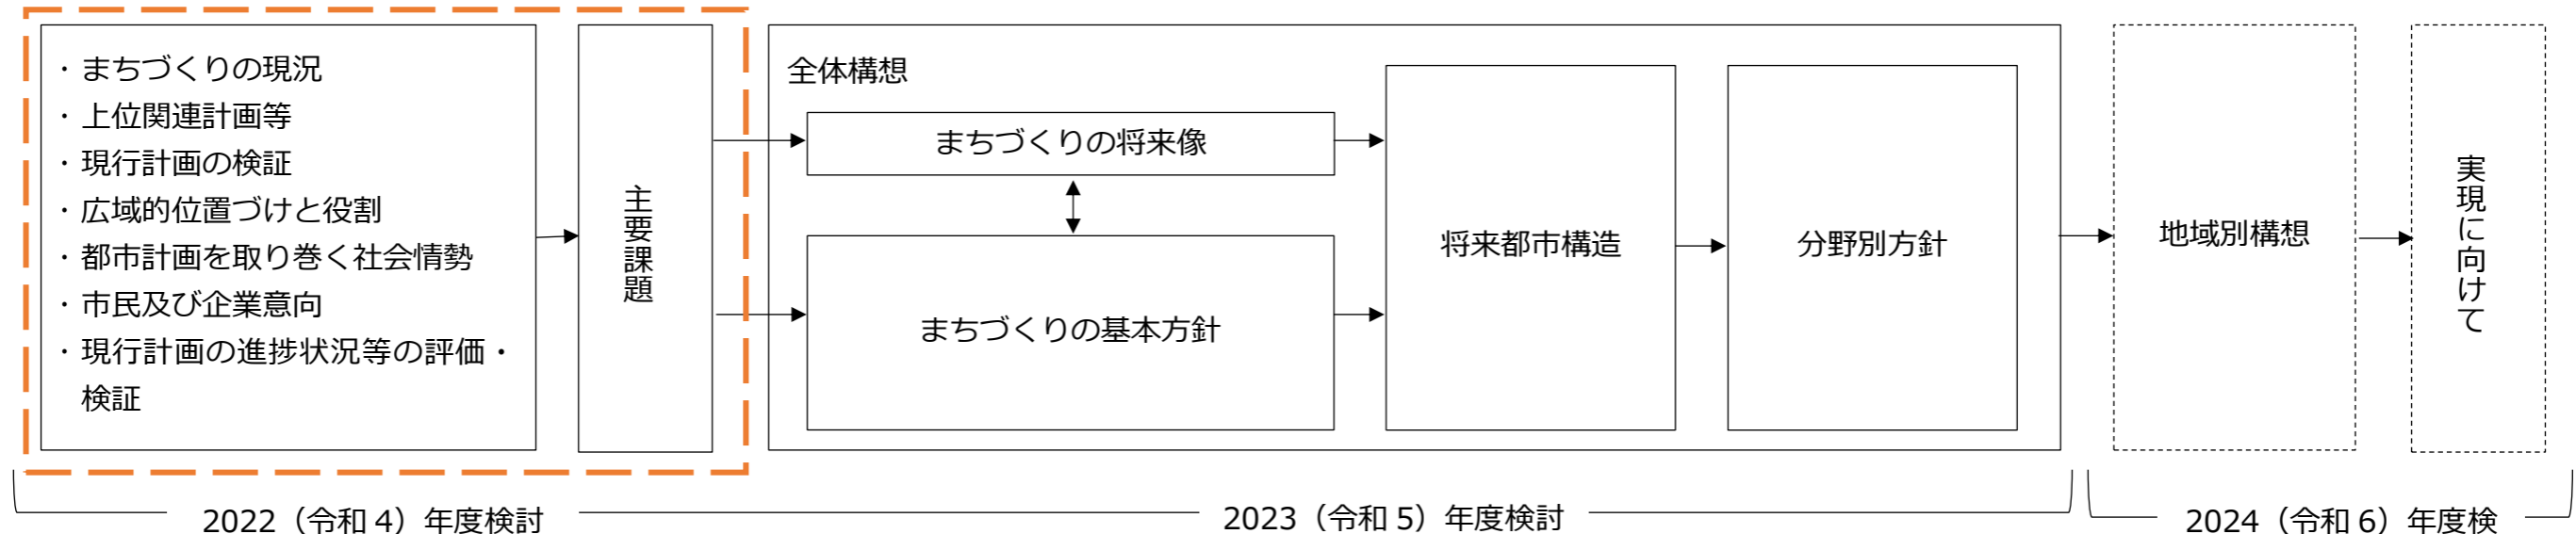 ・まちづくりの現況
・上位関連計画等
・現行計画の検証
・広域的位置づけと役割
・都市計画を取り巻く社会情勢
・市民及び企業意向
・現行計画の進捗状況等の評価・
検証
主要課題
全体構想
まちづくりの将来像
まちづくりの基本方針
将来都市構造
分野別方針
地域別構想
実現に向けて
2022（令和4）年度検討
2023（令和5）年度検討
2024（令和6）年度検